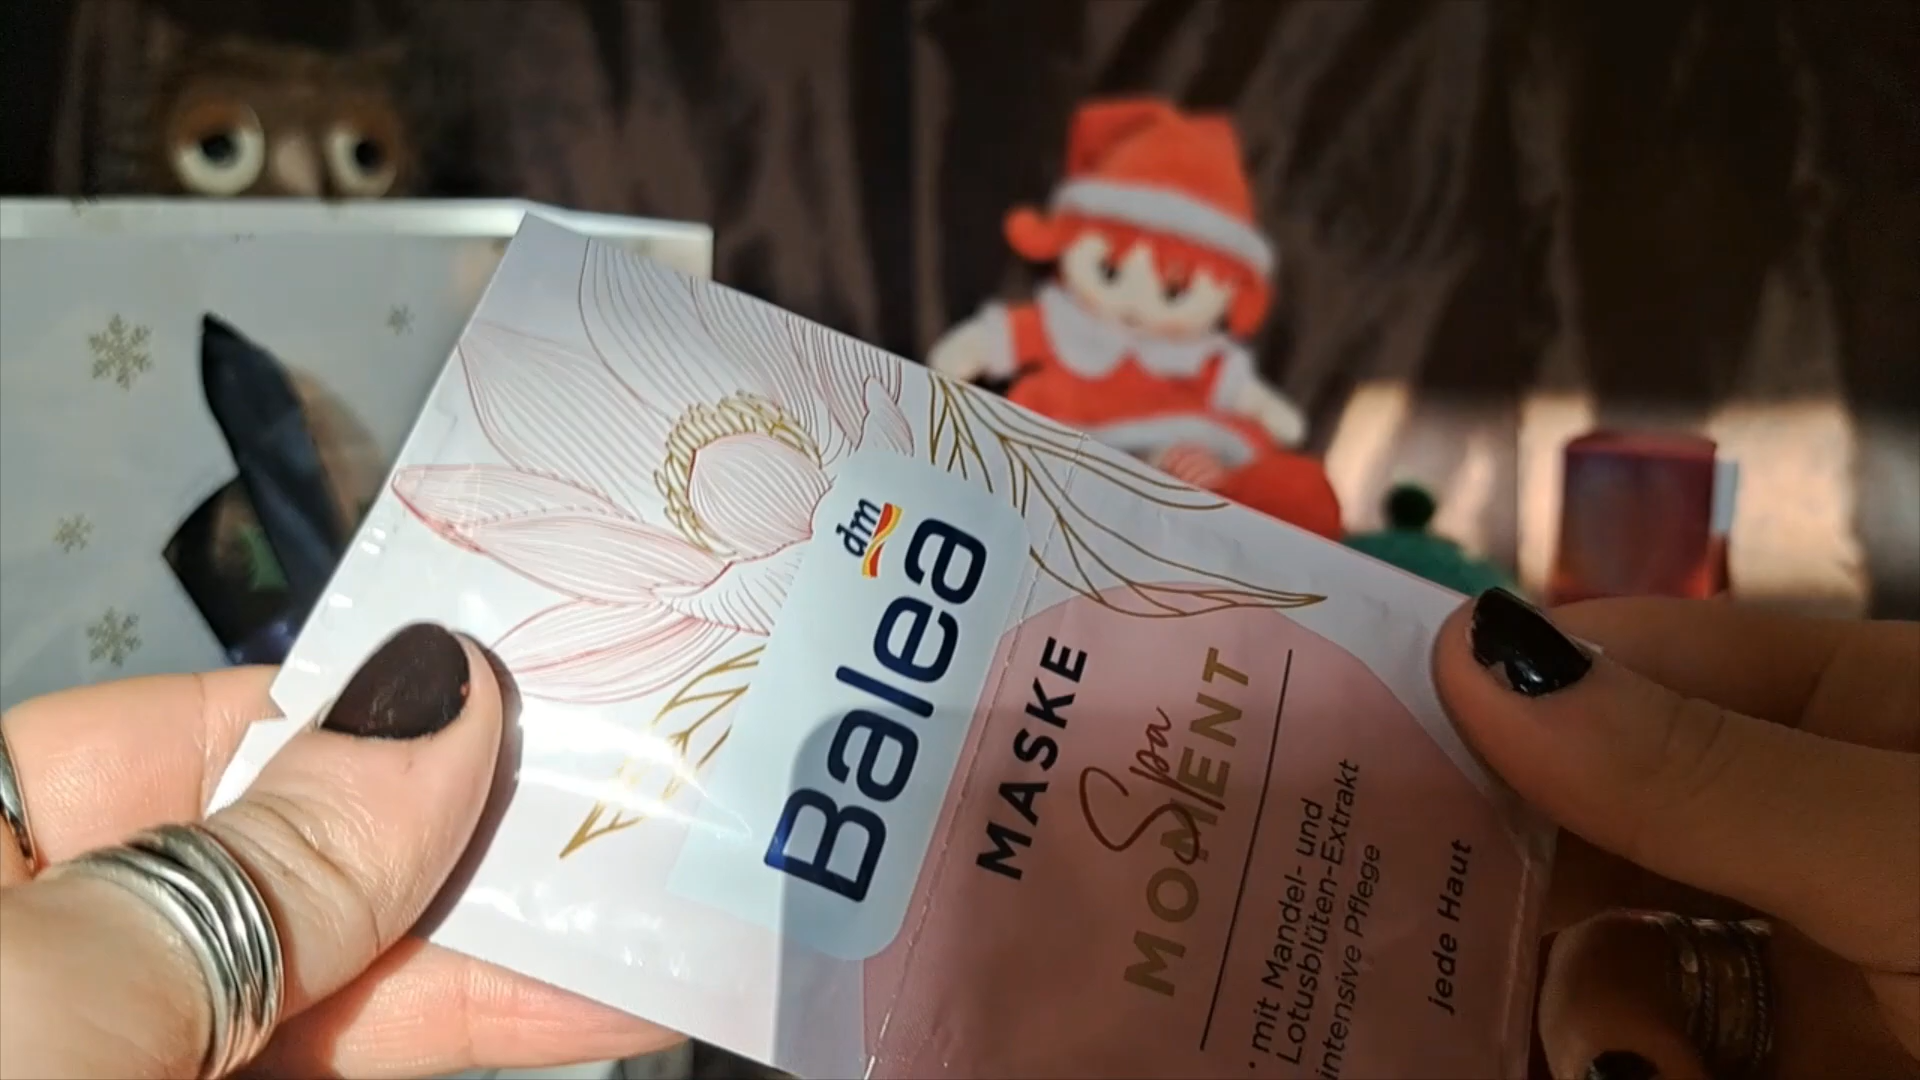 dm
Balea
MASKE
Spa
MOMENT
mit Mandel- und
Lotusblüten-Extrakt
intensive Pflege
jede Haut